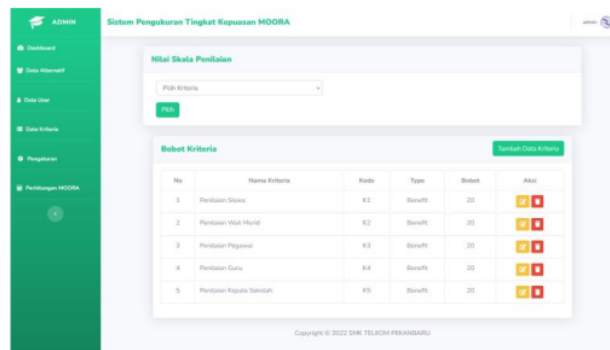 ADMIN
Sistem Pengukuran Tingkat Kepuasan MOORA
admin
Dashboard
Data Alternatif
Data User
Data Kriteria
Pengaturan
Perhitungan MOORA
Nilai Skala Penilaian
Pilih Kriteria
Pilih
Bobot Kriteria
Tambah Data Kriteria
No Nama Kriteria Kode Type Bobot Aksi
1 Penilaian Siswa K1 Benefit 20
2 Penilaian Wali Murid K2 Benefit 20
3 Penilaian Pegawai K3 Benefit 20
4 Penilaian Guru K4 Benefit 20
5 Penilaian Kepala Sekolah K5 Benefit 20
Copyright © 2022 SMK TELKOM PEKANBARU